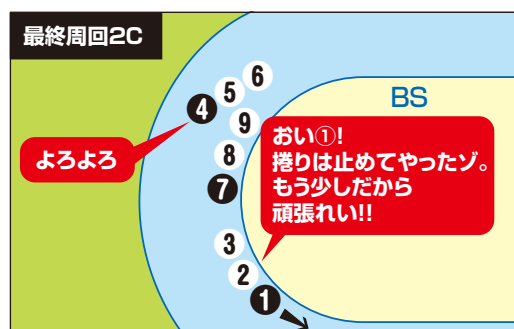 最終周回2C
BS
6
5
4
9
よろよろ
8
7
おい①!
捲りは止めてやったゾ。
もう少しだから
頑張れい!!
3
2
1